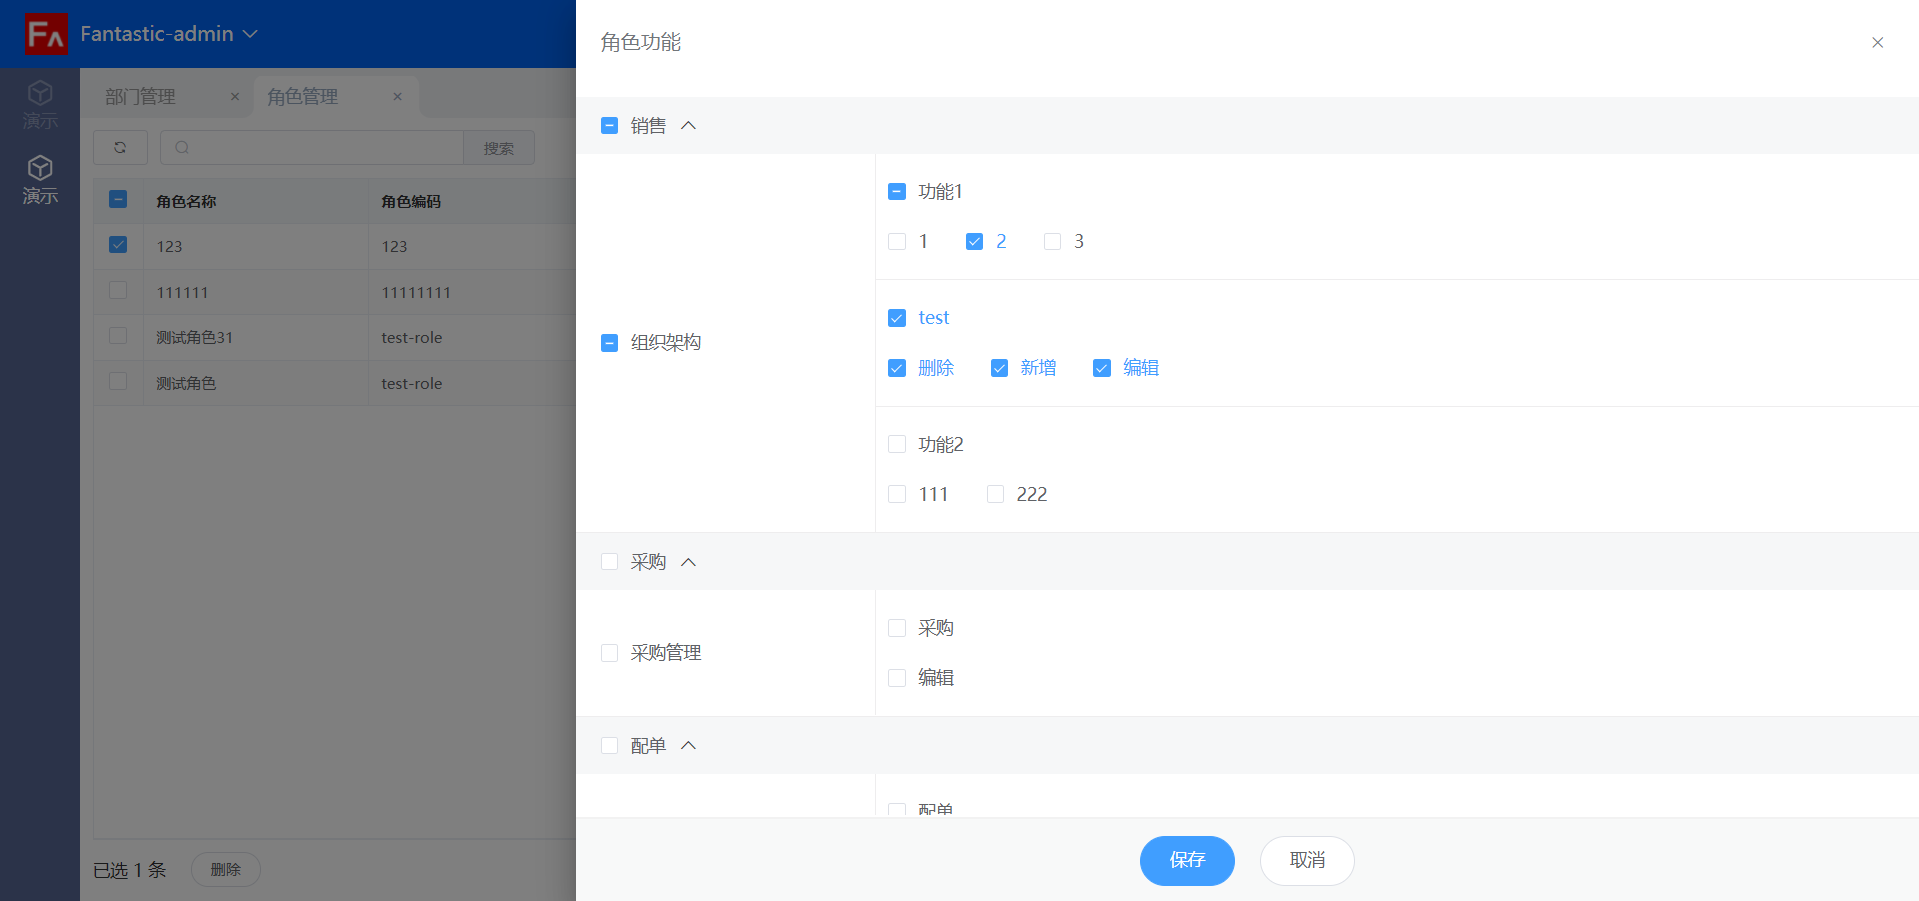 FA Fantastic-admin
演示
演示
部门管理 角色管理
搜索
角色名称 角色编码
123 123
111111 11111111
测试角色31 test-role
测试角色 test-role
已选 1 条 删除
角色功能
销售
组织架构
功能1
1 2 3
test
删除 新增 编辑
功能2
111 222
采购
采购管理
采购
编辑
配单
配单
保存 取消